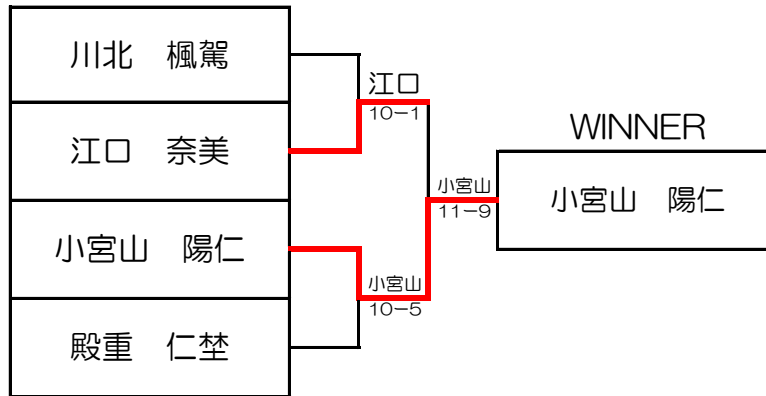 川北　楓駕
江口　奈美
小宮山　陽仁
殿重　仁埜
江口
10-1
小宮山
10-5
小宮山
11-9
WINNER
小宮山　陽仁